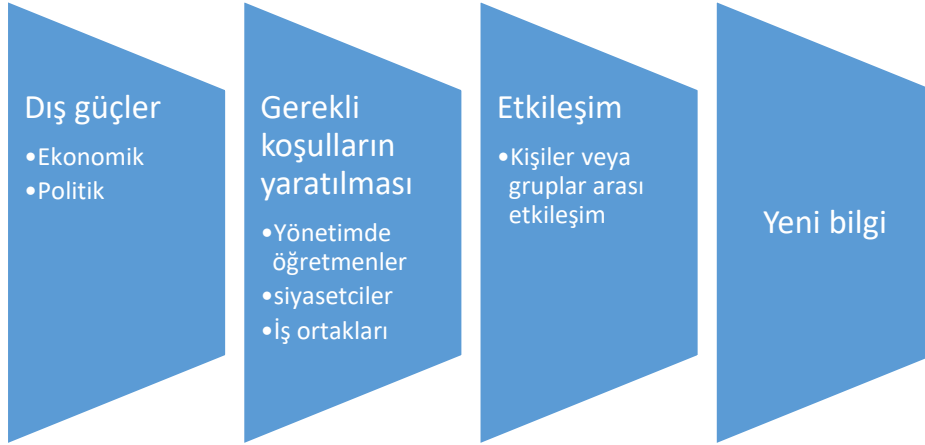 Dış güçler
•Ekonomik
•Politik
Gerekli
koşulların
yaratılması
•Yönetimde
öğretmenler
•siyasetciler
•İş ortakları
Etkileşim
•Kişiler veya
gruplar arası
etkileşim
Yeni bilgi